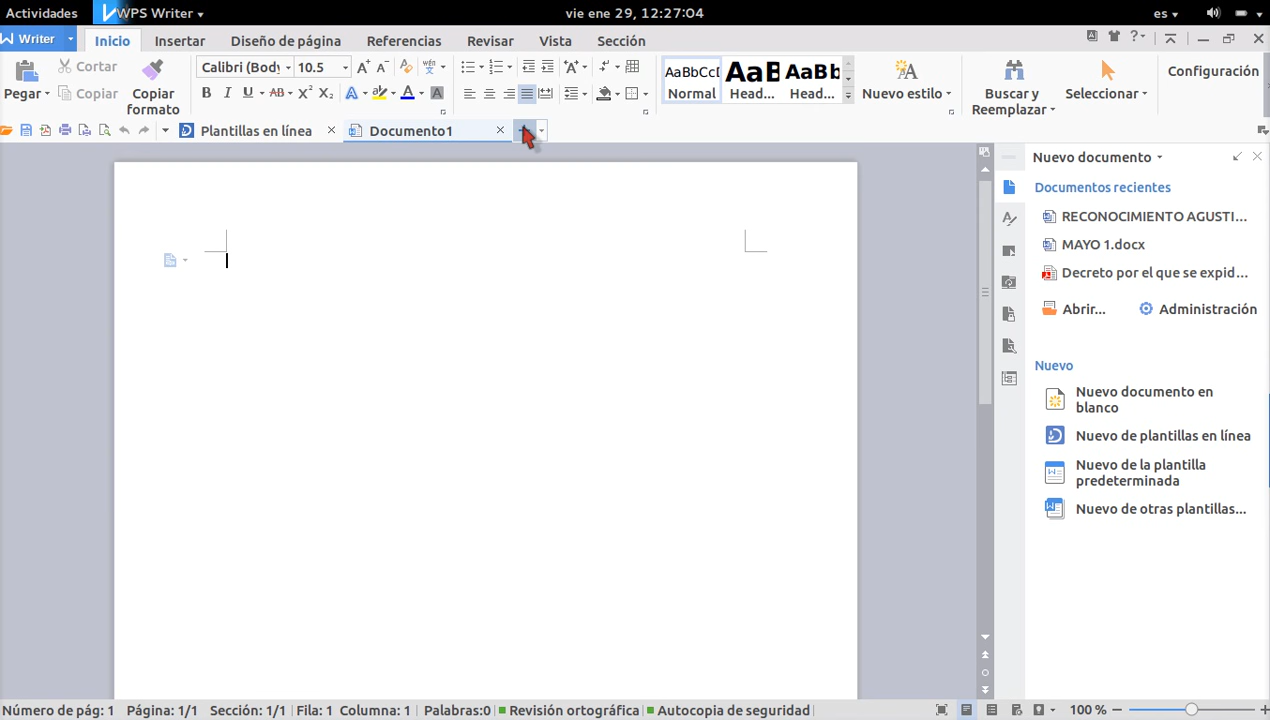 Actividades WPS Writer vie ene 29, 12:27:04 es
Writer Inicio Insertar Diseño de página Referencias Revisar Vista Sección
Pegar Cortar Copiar Copiar formato Calibri (Body 10.5 AaBbCcD Normal AaB Head... AaBb Head... Nuevo estilo Buscar y Reemplazar Seleccionar Configuración
Plantillas en línea Documento1
Nuevo documento
Documentos recientes
RECONOCIMIENTO AGUSTI...
MAYO 1.docx
Decreto por el que se expid...
Abrir... Administración
Nuevo
Nuevo documento en
blanco
Nuevo de plantillas en línea
Nuevo de la plantilla
predeterminada
Nuevo de otras plantillas...
Número de pág: 1 Página: 1/1 Sección: 1/1 Fila: 1 Columna: 1 Palabras:0 Revisión ortográfica Autocopia de seguridad 100 %